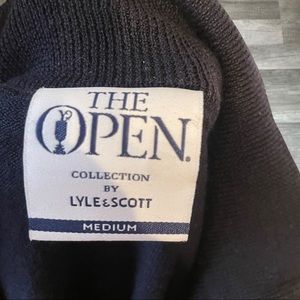 THE
OPEN.
COLLECTION
BY
LYLE&SCOTT
MEDIUM